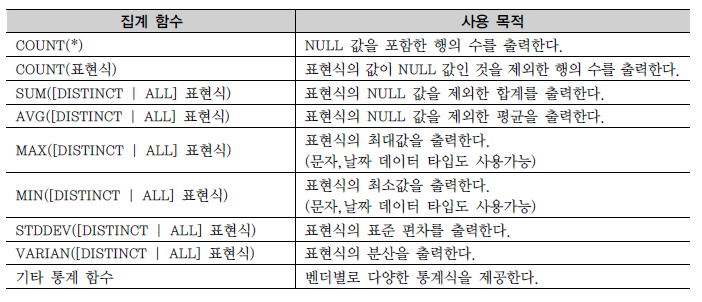 집계 함수 사용 목적
COUNT(*) NULL 값을 포함한 행의 수를 출력한다.
COUNT(표현식) 표현식의 값이 NULL 값인 것을 제외한 행의 수를 출력한다.
SUM([DISTINCT | ALL] 표현식) 표현식의 NULL 값을 제외한 합계를 출력한다.
AVG([DISTINCT | ALL] 표현식) 표현식의 NULL 값을 제외한 평균을 출력한다.
MAX([DISTINCT | ALL] 표현식) 표현식의 최대값을 출력한다.
(문자,날짜 데이터 타입도 사용가능)
MIN([DISTINCT | ALL] 표현식) 표현식의 최소값을 출력한다.
(문자,날짜 데이터 타입도 사용가능)
STDDEV([DISTINCT | ALL] 표현식) 표현식의 표준 편차를 출력한다.
VARIAN([DISTINCT | ALL] 표현식) 표현식의 분산을 출력한다.
기타 통계 함수 벤더별로 다양한 통계식을 제공한다.